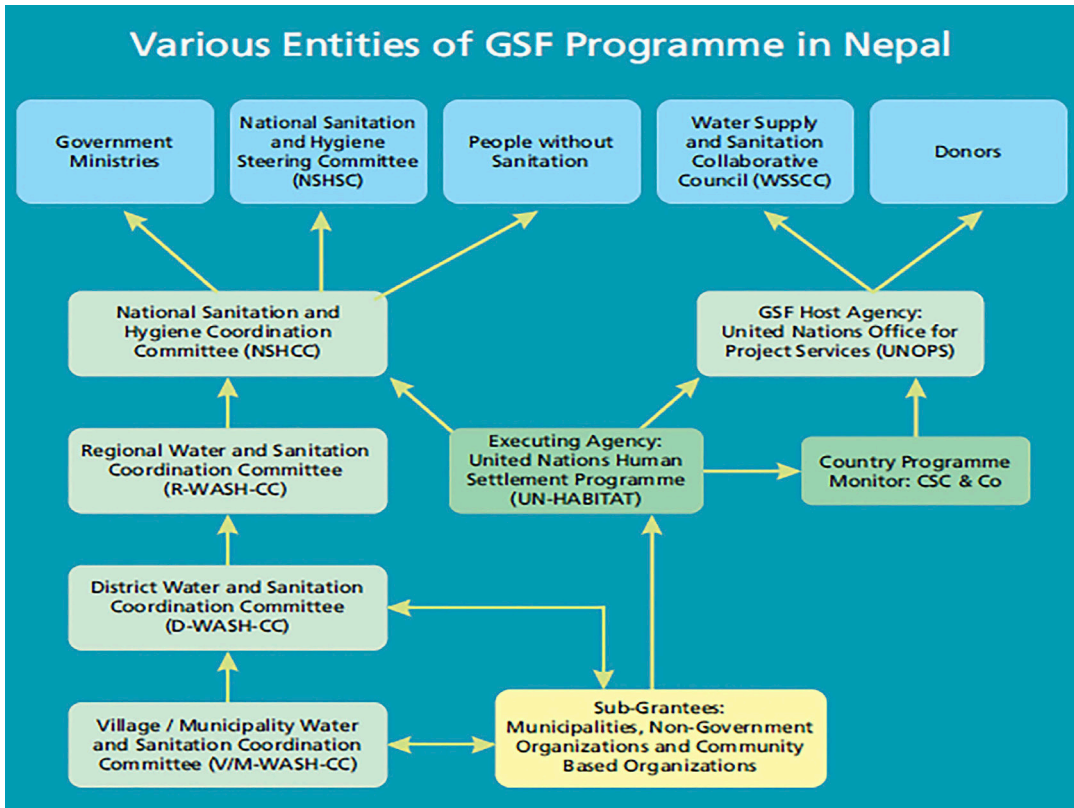 Various Entities of GSF Programme in Nepal
Government
Ministries
National Sanitation
and Hygiene
Steering Committee
(NSHSC)
People without
Sanitation
Water Supply
and Sanitation
Collaborative
Council (WSSCC)
Donors
National Sanitation and
Hygiene Coordination
Committee (NSHCC)
GSF Host Agency:
United Nations Office for
Project Services (UNOPS)
Regional Water and Sanitation
Coordination Committee
(R-WASH-CC)
Executing Agency:
United Nations Human
Settlement Programme
(UN-HABITAT)
Country Programme
Monitor: CSC & Co
District Water and Sanitation
Coordination Committee
(D-WASH-CC)
Village / Municipality Water
and Sanitation Coordination
Committee (V/M-WASH-CC)
Sub-Grantees:
Municipalities, Non-Government
Organizations and Community
Based Organizations